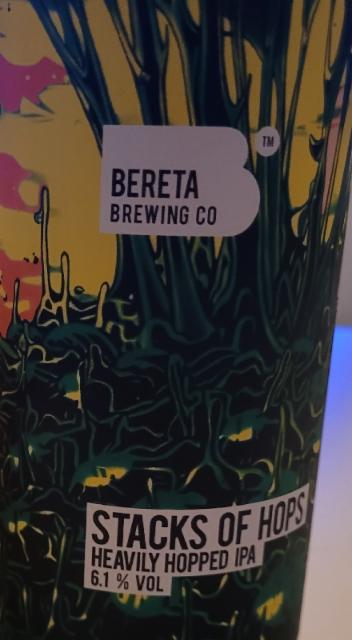 BERETA
BREWING CO
TM
STACKS OF HOPS
HEAVILY HOPPED IPA
6.1 % VOL